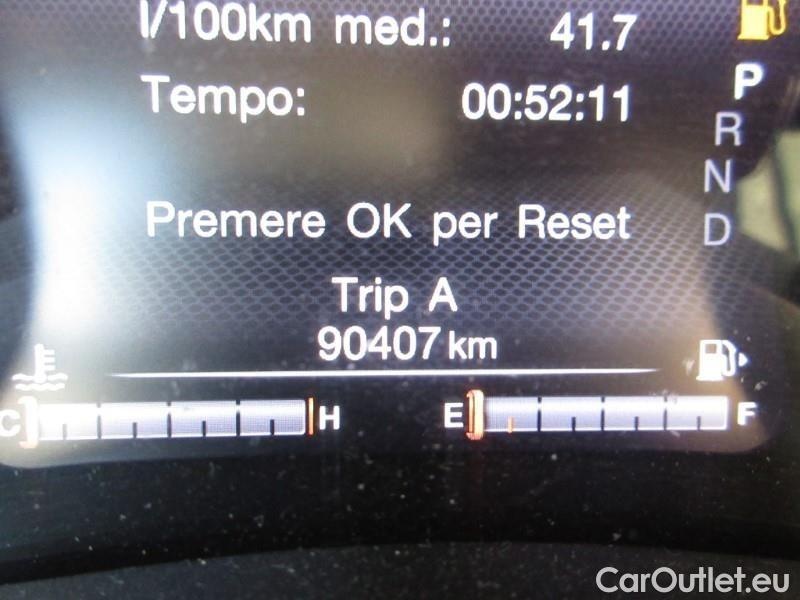 l/100km med.: 41.7
Tempo: 00:52:11
P
R
N
D
Premere OK per Reset
Trip A
90407 km
C H E F
CarOutlet.eu